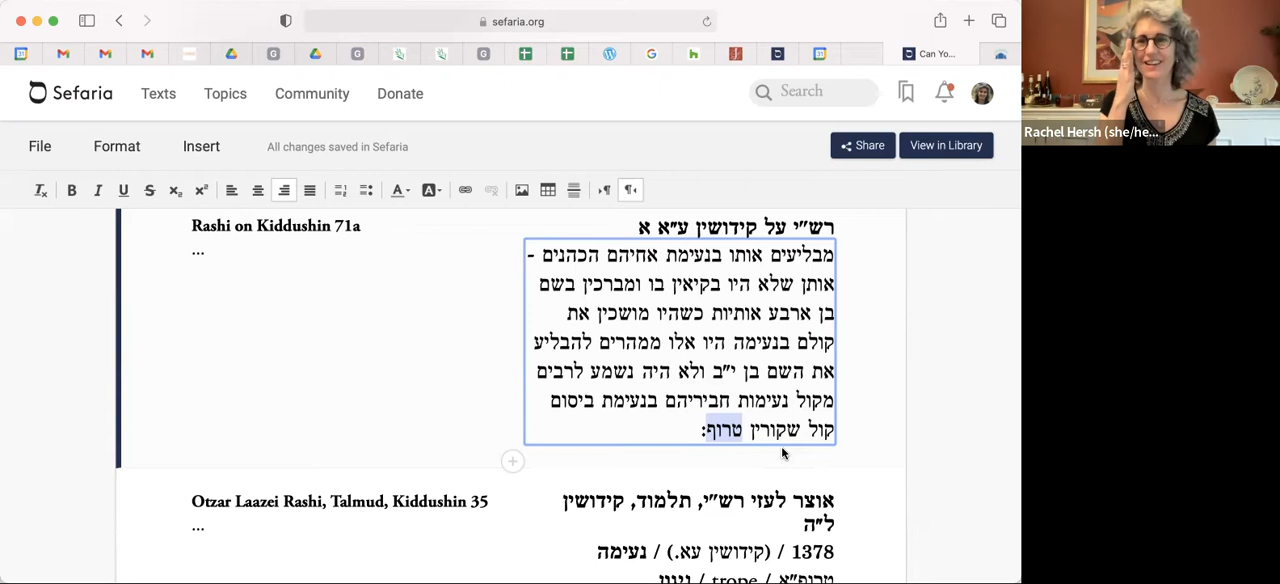 sefaria.org
Can Yo...
Sefaria
Texts
Topics
Community
Donate
Search
File
Format
Insert
All changes saved in Sefaria
Share
View in Library
Rashi on Kiddushin 71a
...
רש״י על קידושין ע״א א
מבליעים אותו בנעימת אחיהם הכהנים -
אותן שלא היו בקיאין בו ומברכין בשם
בן ארבע אותיות כשהיו מושכין את
קולם בנעימה היו אלו ממהרים להבליע
את השם בן י״ב ולא היה נשמע לרבים
מקול נעימות חביריהם בנעימת ביסום
קול שקורין טרוף:
Otzar Laazei Rashi, Talmud, Kiddushin 35
...
אוצר לעזי רש״י, תלמוד, קידושין
ל״ה
1378 / (קידושין עא.) / נעימה
טרופ״א / trope / ניגון
Rachel Hersh (she/he...